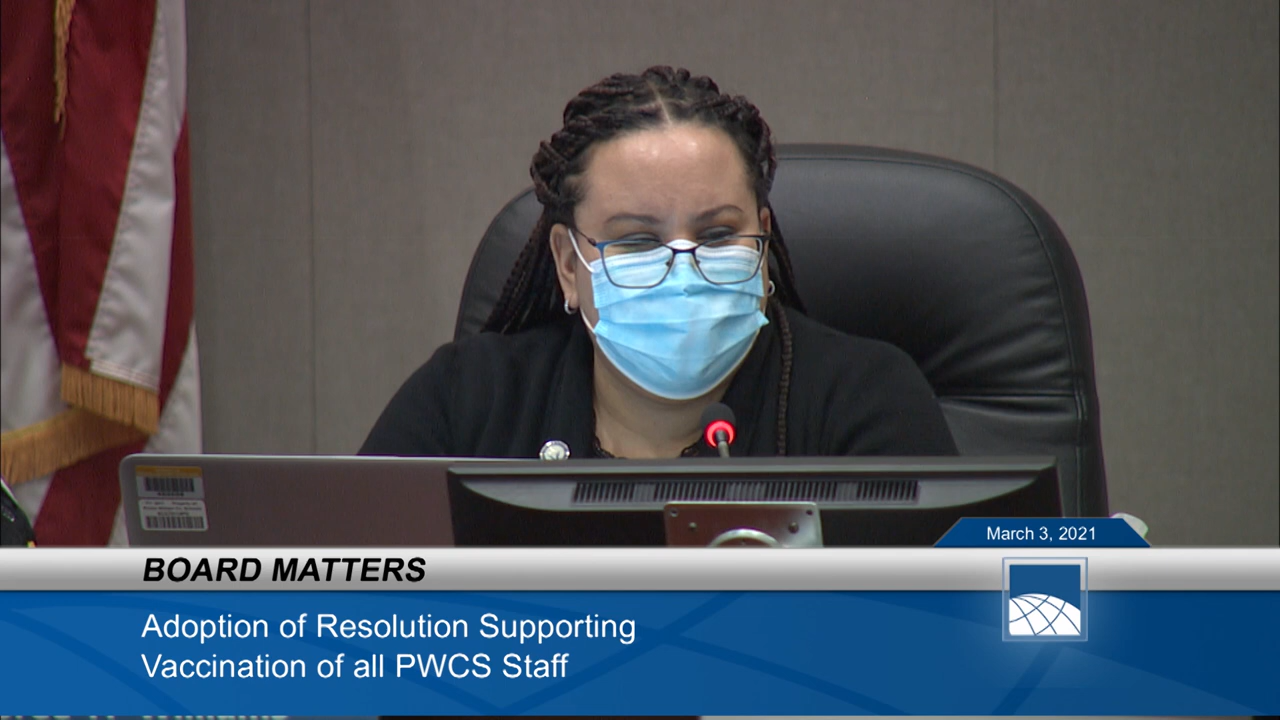 March 3, 2021
BOARD MATTERS
Adoption of Resolution Supporting
Vaccination of all PWCS Staff